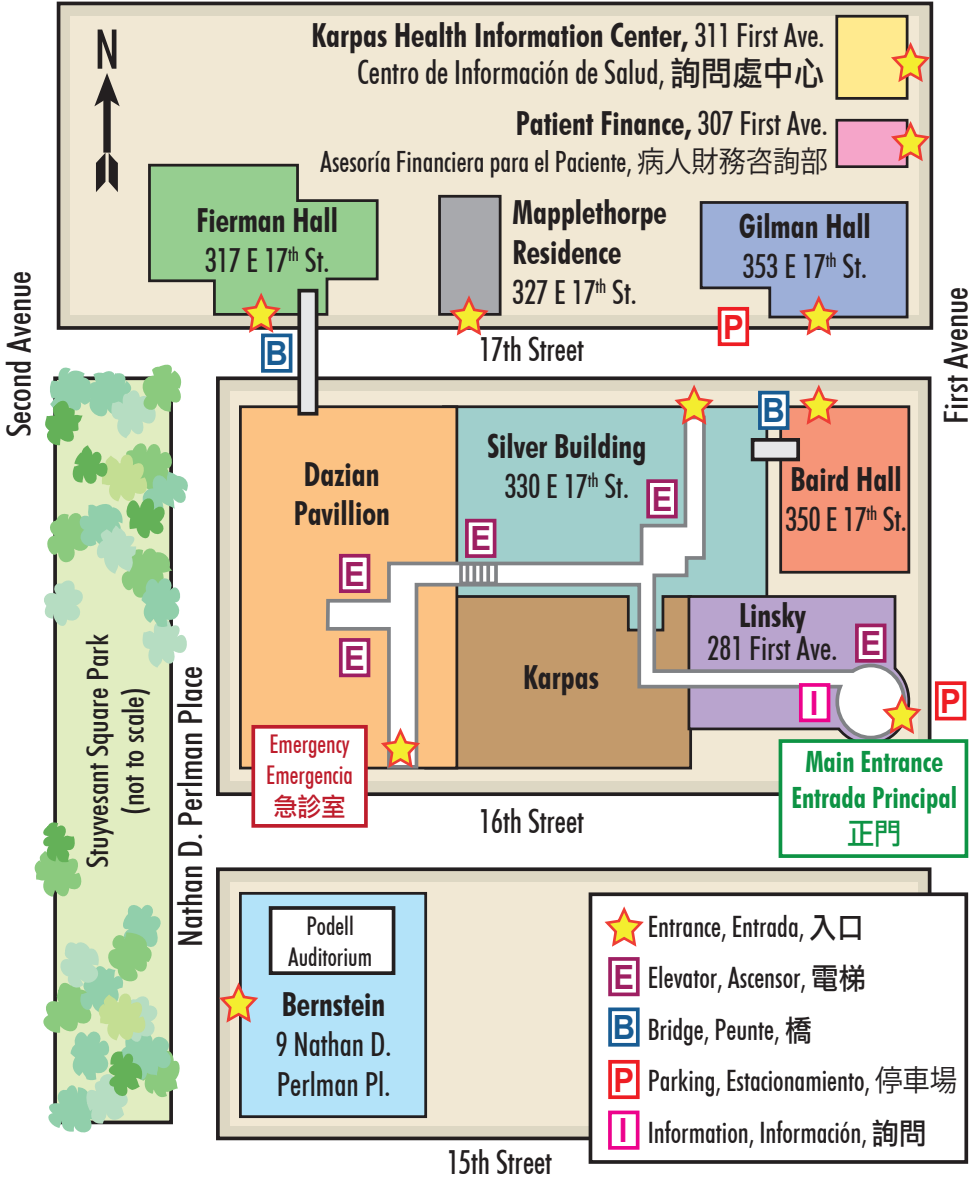 N
Karpas Health Information Center, 311 First Ave.
Centro de Información de Salud, 詢問處中心
Patient Finance, 307 First Ave.
Asesoría Financiera para el Paciente, 病人財務咨詢部
Fierman Hall
317 E 17th St.
Mapplethorpe
Residence
327 E 17th St.
Gilman Hall
353 E 17th St.
P
B
17th Street
Second Avenue
First Avenue
Dazian
Pavillion
Silver Building
330 E 17th St.
B
Baird Hall
350 E 17th St.
E
E
E
E
Karpas
Linsky
281 First Ave.
E
I
P
Emergency
Emergencia
急診室
Main Entrance
Entrada Principal
正門
16th Street
Stuyvesant Square Park
(not to scale)
Nathan D. Perlman Place
Podell
Auditorium
Bernstein
9 Nathan D.
Perlman Pl.
15th Street
Entrance, Entrada, 入口
E Elevator, Ascensor, 電梯
B Bridge, Peunte, 橋
P Parking, Estacionamiento, 停車場
I Information, Información, 詢問